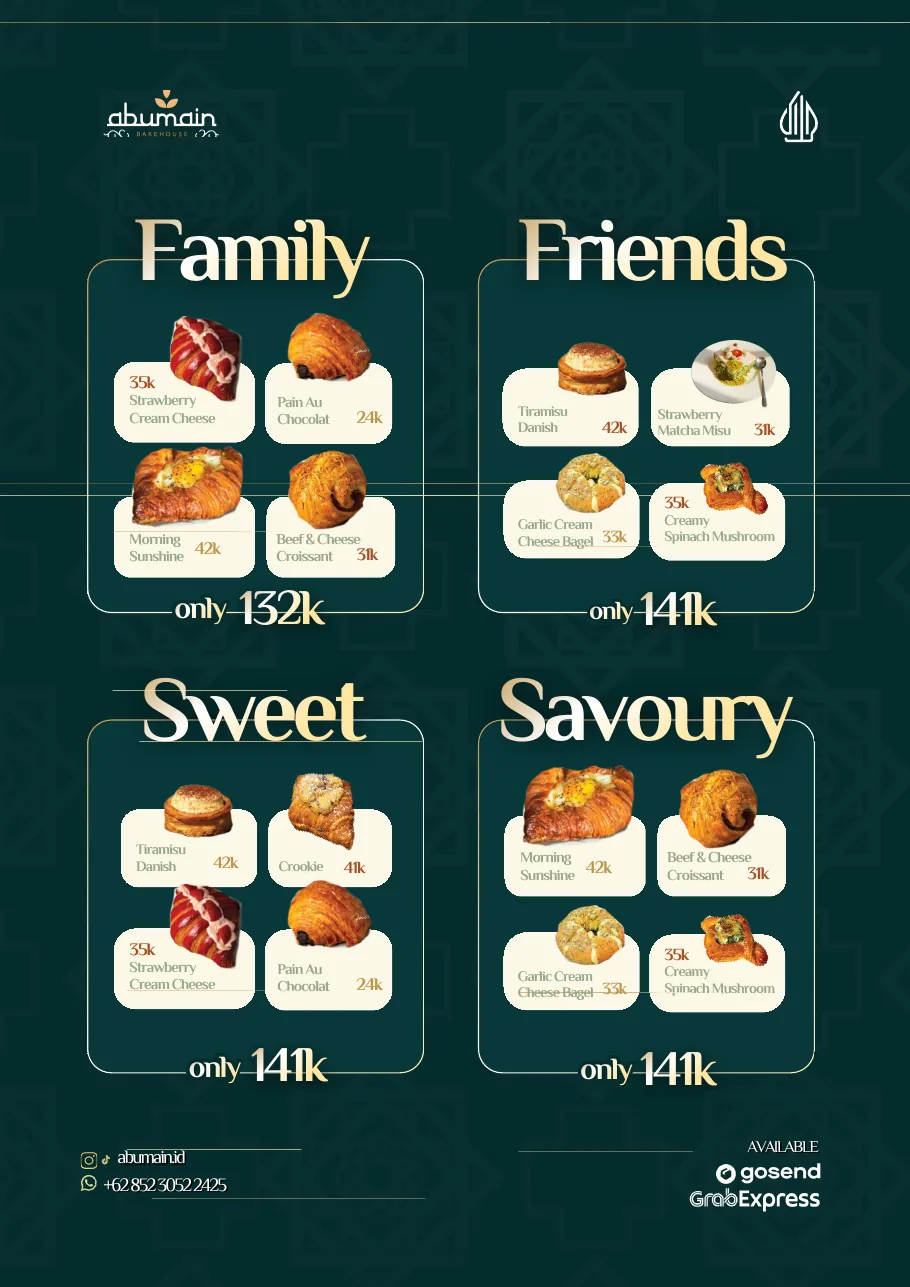 abumain
BAKEHOUSE
Family
35k
Strawberry
Cream Cheese
Pain Au
Chocolat 24k
Morning
Sunshine 42k
Beef & Cheese
Croissant 31k
only 132k
Friends
Tiramisu
Danish 42k
Strawberry
Matcha Misu 31k
Garlic Cream
Cheese Bagel 33k
35k
Creamy
Spinach Mushroom
only 141k
Sweet
Tiramisu
Danish 42k
Crookie 41k
35k
Strawberry
Cream Cheese
Pain Au
Chocolat 24k
only 141k
Savoury
Morning
Sunshine 42k
Beef & Cheese
Croissant 31k
Garlic Cream
Cheese Bagel 33k
35k
Creamy
Spinach Mushroom
only 141k
abumain.id
+62 852 3052 2425
AVAILABLE
gosend
GrabExpress